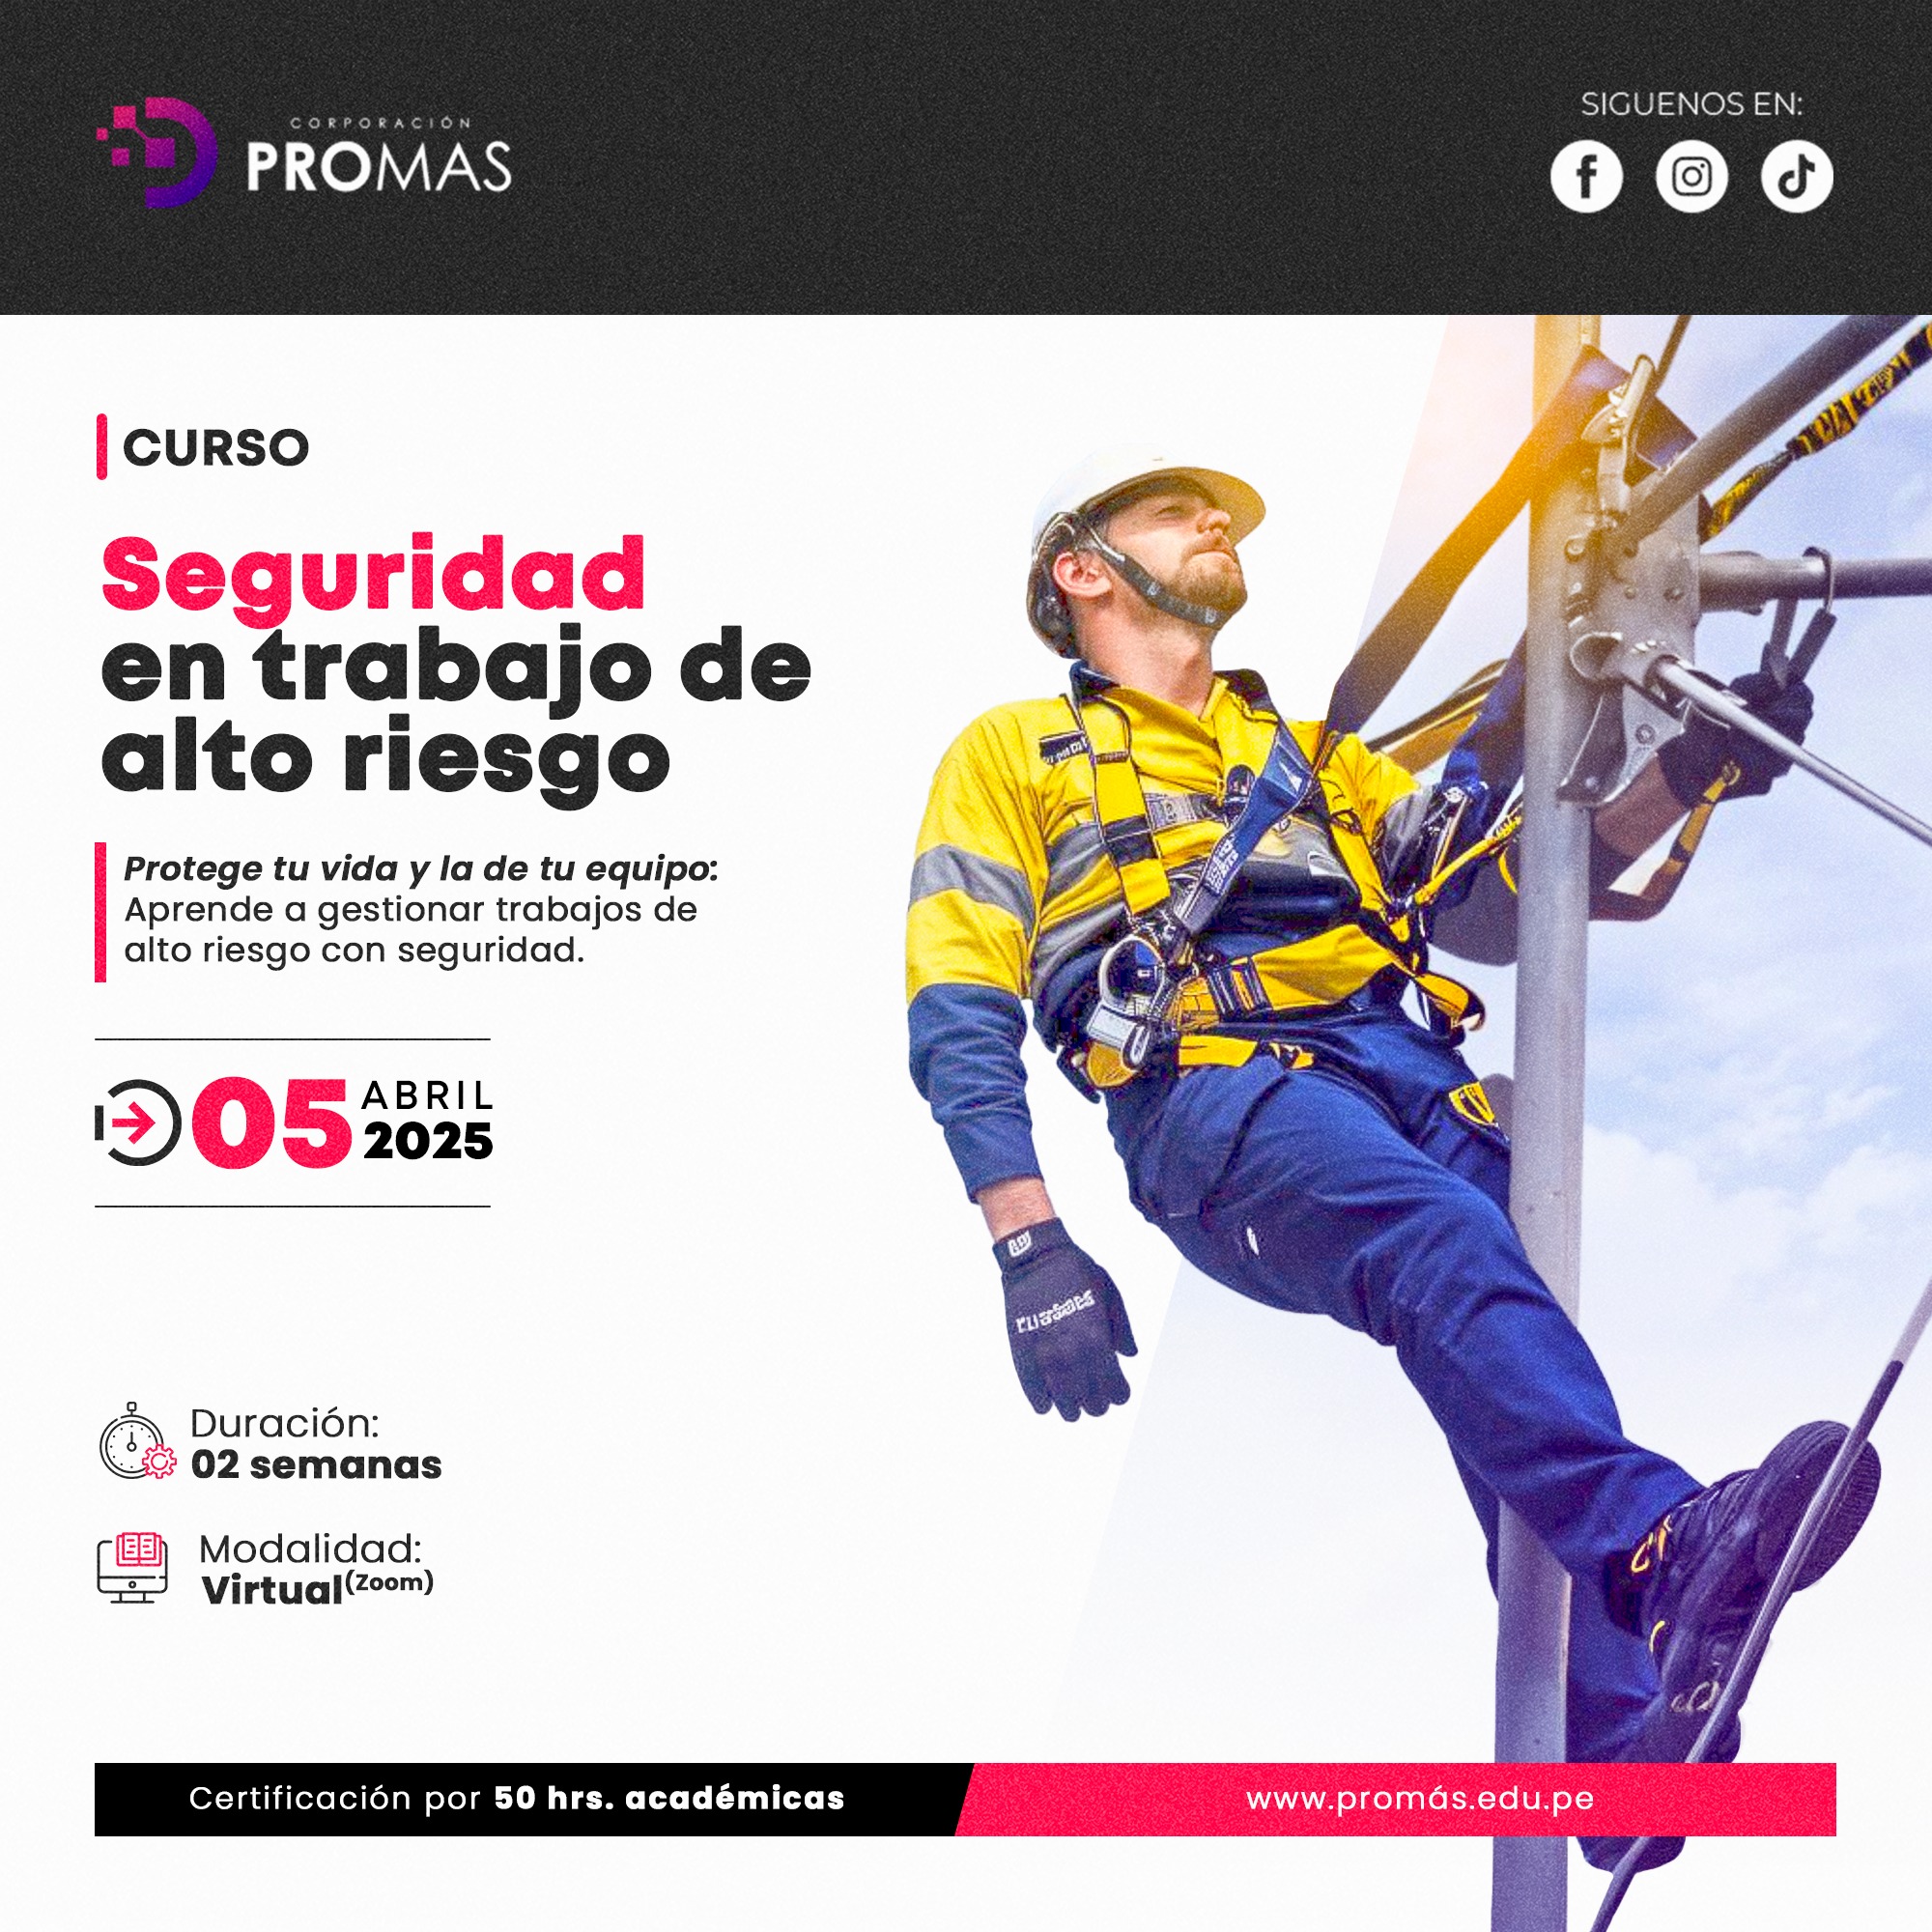 CORPORACIÓN
PROMAS
SIGUENOS EN:
CURSO
Seguridad
en trabajo de
alto riesgo
Protege tu vida y la de tu equipo:
Aprende a gestionar trabajos de
alto riesgo con seguridad.
05 ABRIL
2025
Duración:
02 semanas
Modalidad:
Virtual(Zoom)
Certificación por 50 hrs. académicas
www.promás.edu.pe